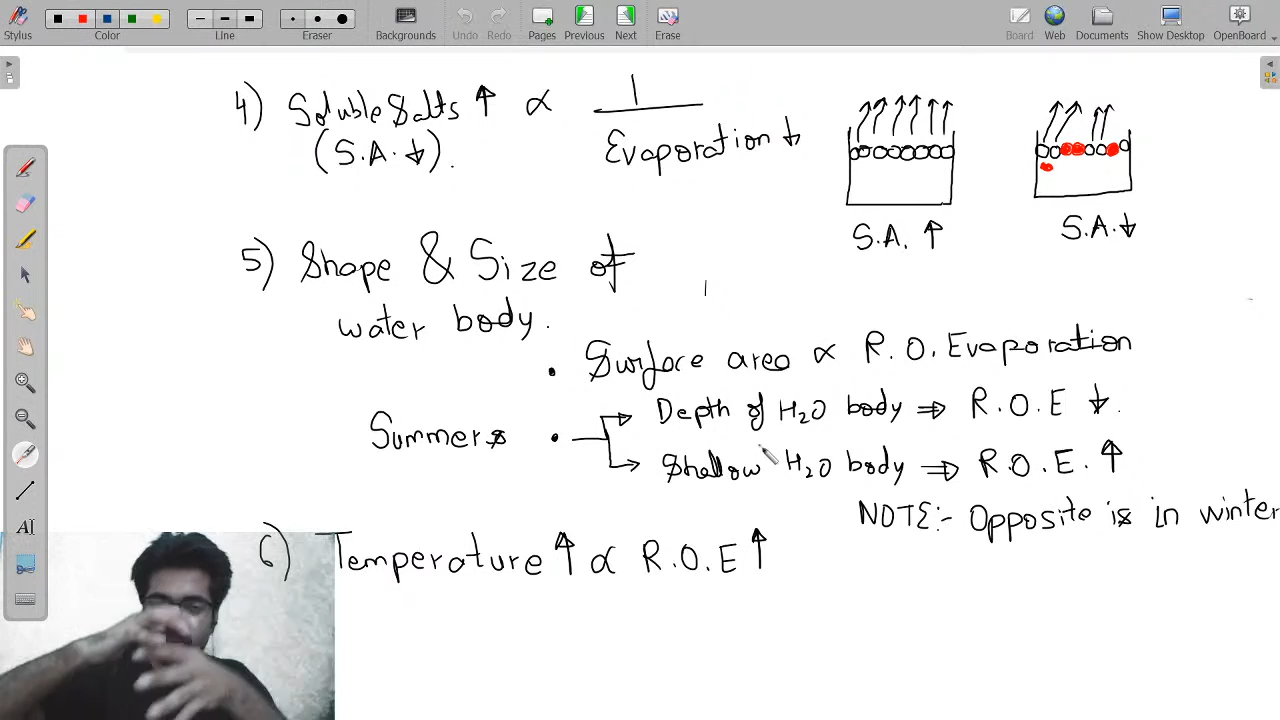 Stylus Color Line Eraser Backgrounds Undo Redo Pages Previous Next Erase Board Web Documents Show Desktop OpenBoard
4) Soluble Salts ↑ ∝ 1
(S.A. ↓). Evaporation ↓
S.A. ↑ S.A. ↓
5) Shape & Size of
water body.
• Surface area ∝ R.O. Evaporation
Summers • → Depth of H2O body ⇒ R.O.E ↓.
→ Shallow H2O body ⇒ R.O.E. ↑
NOTE:- Opposite is in winter
6) Temperature ↑ ∝ R.O.E ↑
AI